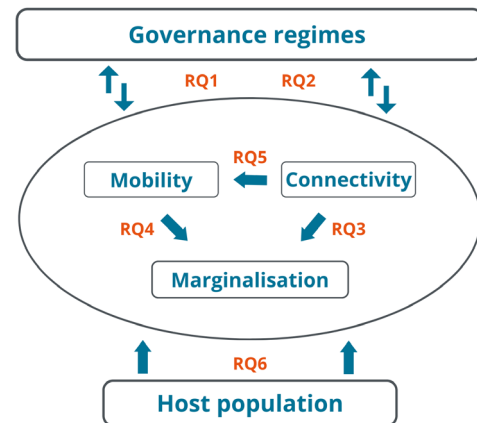 Governance regimes
RQ1 RQ2
RQ5
Mobility Connectivity
RQ4 RQ3
Marginalisation
RQ6
Host population